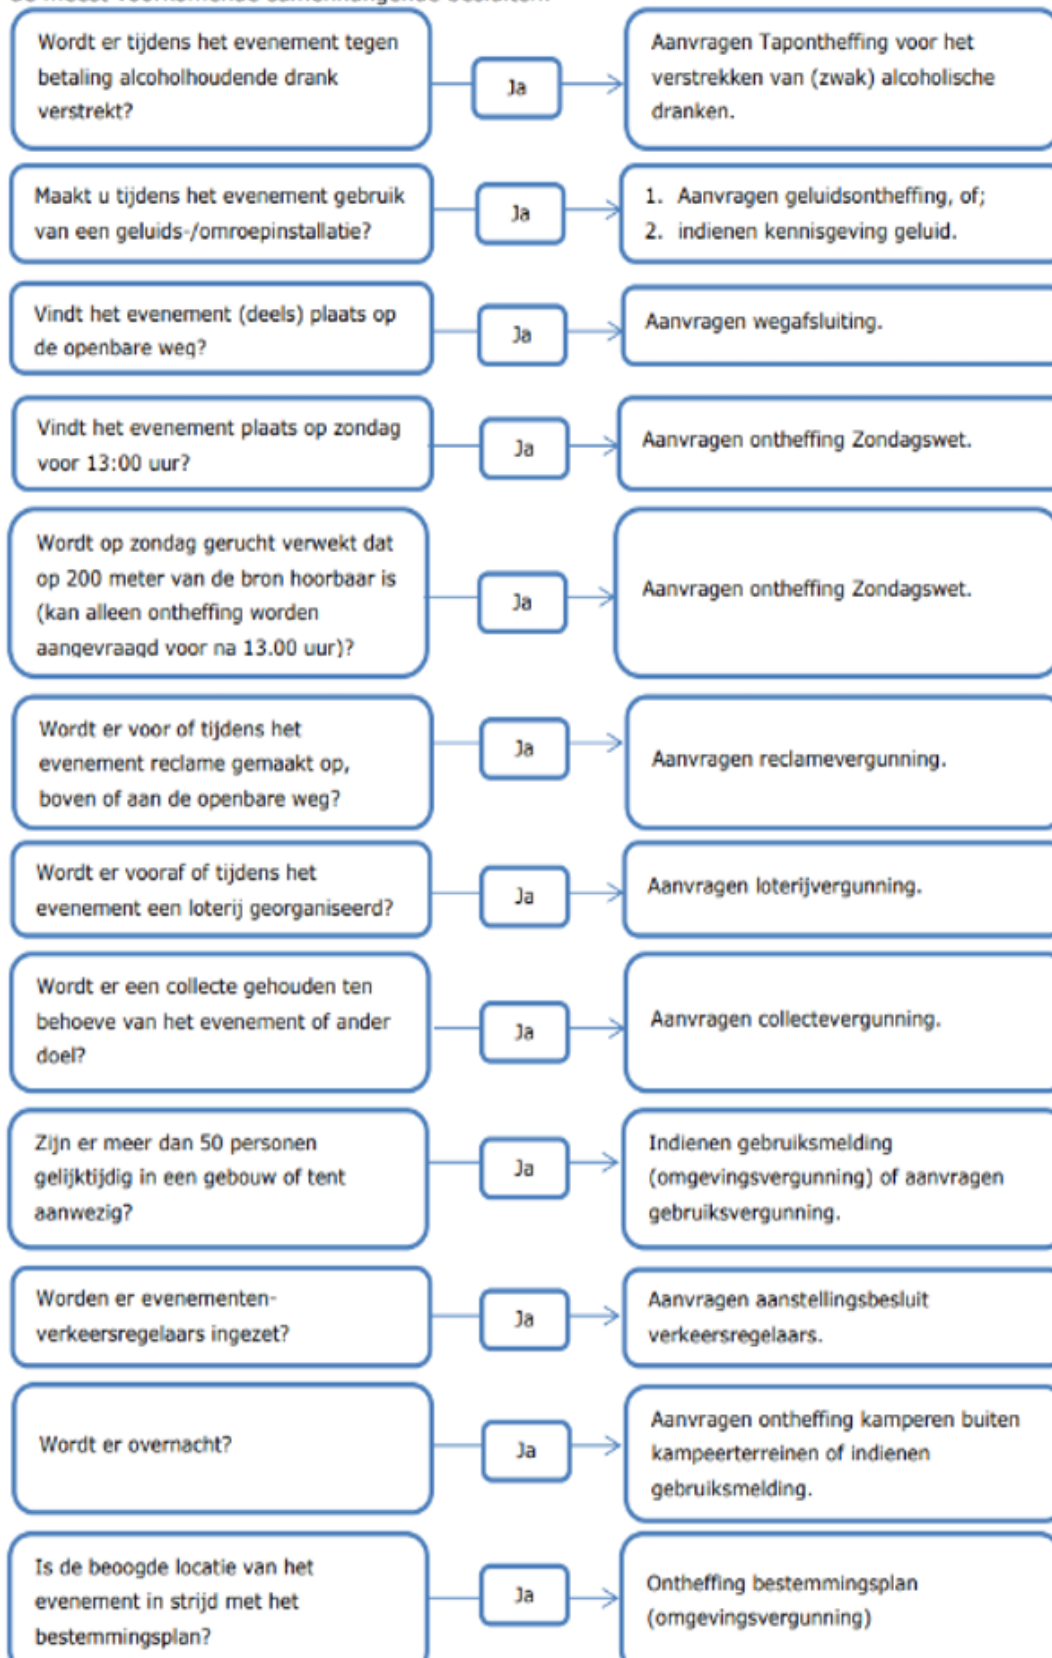 de meest voorkomende samenhangende besluiten.
Wordt er tijdens het evenement tegen
betaling alcoholhoudende drank
verstrekt?
Ja
Aanvragen Tapontheffing voor het
verstrekken van (zwak) alcoholische
dranken.
Maakt u tijdens het evenement gebruik
van een geluids-/omroepinstallatie?
Ja
1. Aanvragen geluidsontheffing, of;
2. indienen kennisgeving geluid.
Vindt het evenement (deels) plaats op
de openbare weg?
Ja
Aanvragen wegafsluiting.
Vindt het evenement plaats op zondag
voor 13:00 uur?
Ja
Aanvragen ontheffing Zondagswet.
Wordt op zondag gerucht verwekt dat
op 200 meter van de bron hoorbaar is
(kan alleen ontheffing worden
aangevraagd voor na 13.00 uur)?
Ja
Aanvragen ontheffing Zondagswet.
Wordt er voor of tijdens het
evenement reclame gemaakt op,
boven of aan de openbare weg?
Ja
Aanvragen reclamevergunning.
Wordt er vooraf of tijdens het
evenement een loterij georganiseerd?
Ja
Aanvragen loterijvergunning.
Wordt er een collecte gehouden ten
behoeve van het evenement of ander
doel?
Ja
Aanvragen collectevergunning.
Zijn er meer dan 50 personen
gelijktijdig in een gebouw of tent
aanwezig?
Ja
Indienen gebruiksmelding
(omgevingsvergunning) of aanvragen
gebruiksvergunning.
Worden er evenementen-
verkeersregelaars ingezet?
Ja
Aanvragen aanstellingsbesluit
verkeersregelaars.
Wordt er overnacht?
Ja
Aanvragen ontheffing kamperen buiten
kampeerterreinen of indienen
gebruiksmelding.
Is de beoogde locatie van het
evenement in strijd met het
bestemmingsplan?
Ja
Ontheffing bestemmingsplan
(omgevingsvergunning)